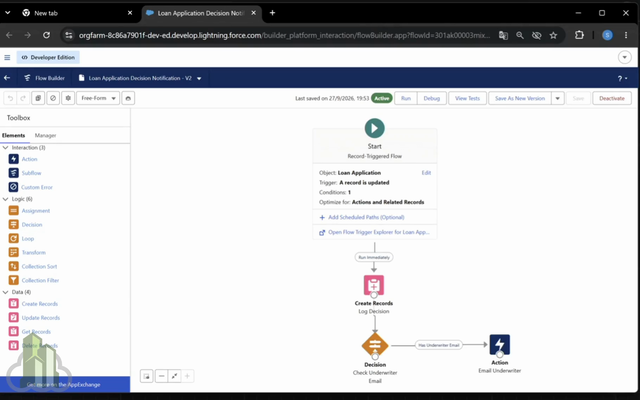 New tab
Loan Application Decision Notifi
orgfarm-8c86a7901f-dev-ed.develop.lightning.force.com/builder_platform_interaction/flowBuilder.app?flowId=301ak00003mix...
S
Developer Edition
Flow Builder
Loan Application Decision Notification - V2
?
Free-Form
Last saved on 27/9/2026, 19:53
Active
Run
Debug
View Tests
Save As New Version
Save
Deactivate
Toolbox
Elements
Manager
Interaction (3)
Action
Subflow
Custom Error
Logic (6)
Assignment
Decision
Loop
Transform
Collection Sort
Collection Filter
Data (4)
Create Records
Update Records
Get Records
Records
on the AppExchange
Start
Record-Triggered Flow
Object: Loan Application
Edit
Trigger: A record is updated
Conditions: 1
Optimize for: Actions and Related Records
Add Scheduled Paths (Optional)
Open Flow Trigger Explorer for Loan App...
Run Immediately
Create Records
Log Decision
Decision
Check Underwriter
Email
Has Underwriter Email
Action
Email Underwriter